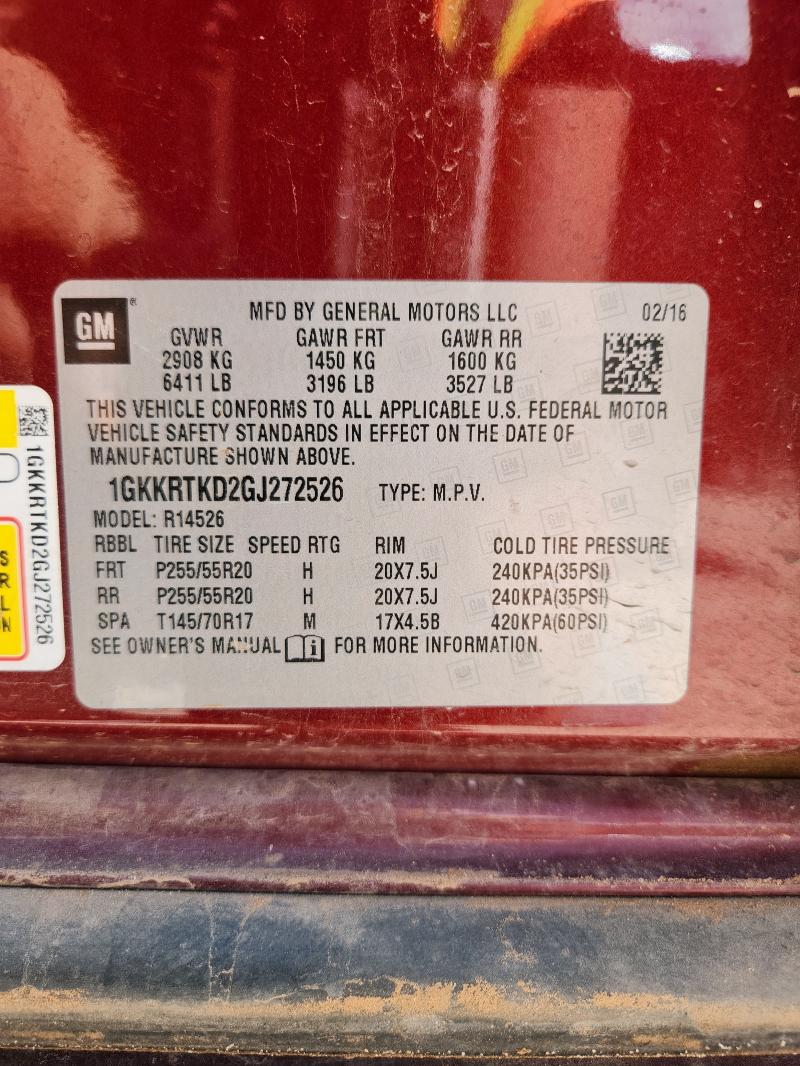 GM
MFD BY GENERAL MOTORS LLC 02/16
GVWR GAWR FRT GAWR RR
2908 KG 1450 KG 1600 KG
6411 LB 3196 LB 3527 LB
THIS VEHICLE CONFORMS TO ALL APPLICABLE U.S. FEDERAL MOTOR
VEHICLE SAFETY STANDARDS IN EFFECT ON THE DATE OF
MANUFACTURE SHOWN ABOVE.
1GKKRTKD2GJ272526 TYPE: M.P.V.
MODEL: R14526
RBBL TIRE SIZE SPEED RTG RIM COLD TIRE PRESSURE
FRT P255/55R20 H 20X7.5J 240KPA(35PSI)
RR P255/55R20 H 20X7.5J 240KPA(35PSI)
SPA T145/70R17 M 17X4.5B 420KPA(60PSI)
SEE OWNER'S MANUAL i FOR MORE INFORMATION.
1GKKRTKD2GJ272526
S
R
L
N